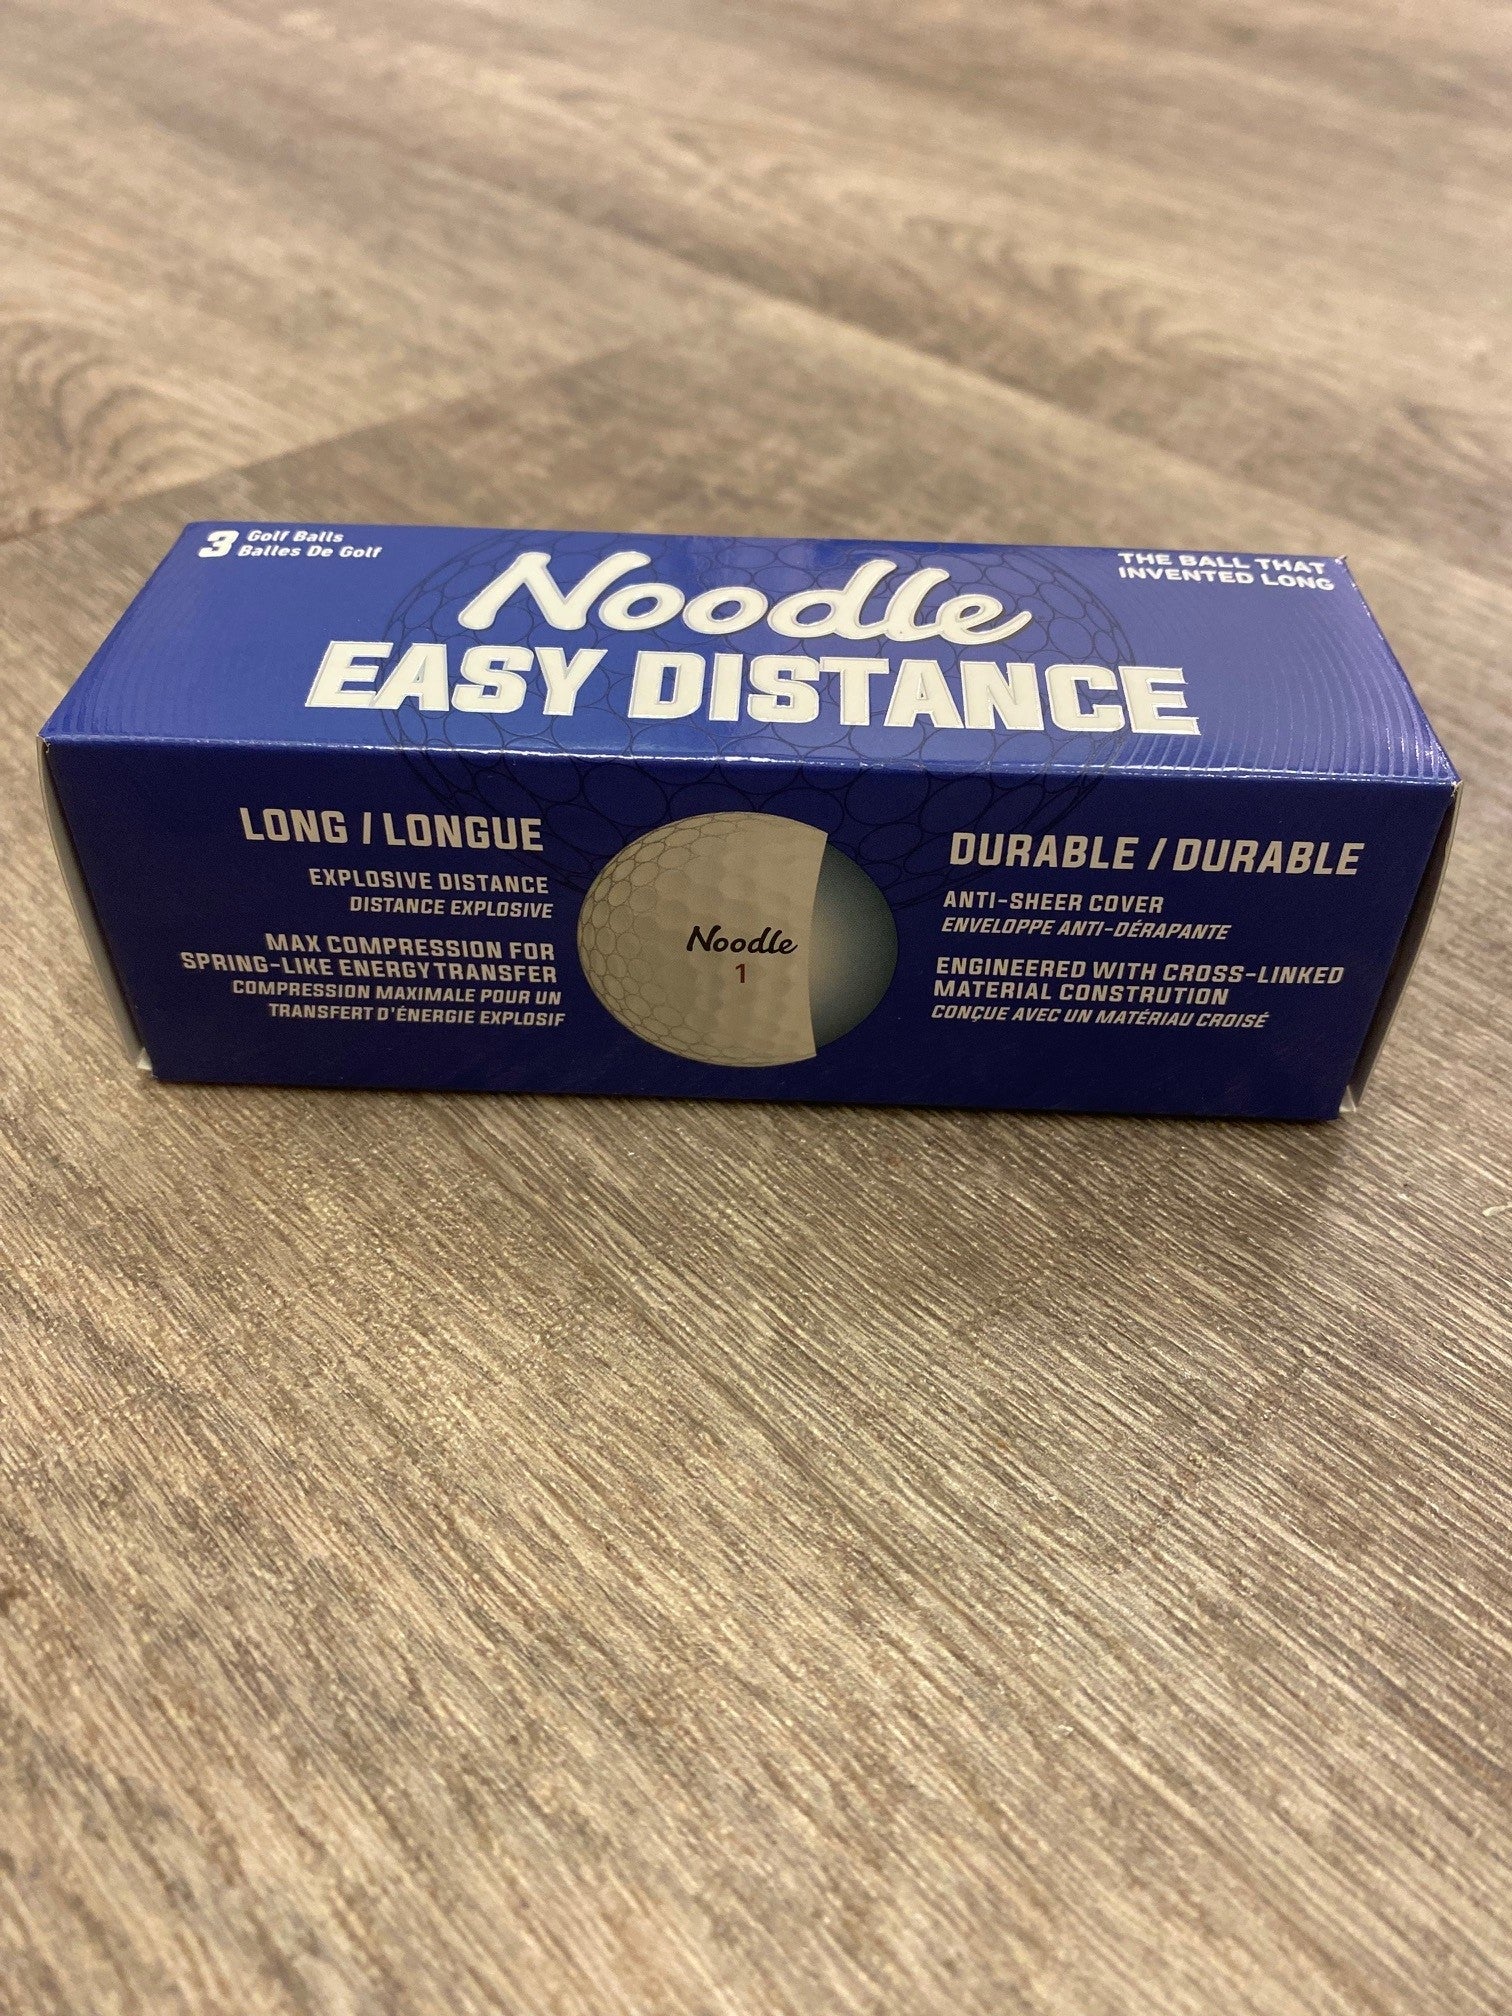 3 Golf Balls
Balles De Golf
THE BALL THAT
INVENTED LONG
Noodle
EASY DISTANCE
LONG / LONGUE
EXPLOSIVE DISTANCE
DISTANCE EXPLOSIVE
MAX COMPRESSION FOR
SPRING-LIKE ENERGY TRANSFER
COMPRESSION MAXIMALE POUR UN
TRANSFERT D'ÉNERGIE EXPLOSIF
Noodle
1
DURABLE / DURABLE
ANTI-SHEER COVER
ENVELOPPE ANTI-DÉRAPANTE
ENGINEERED WITH CROSS-LINKED
MATERIAL CONSTRUTION
CONÇUE AVEC UN MATÉRIAU CROISÉ